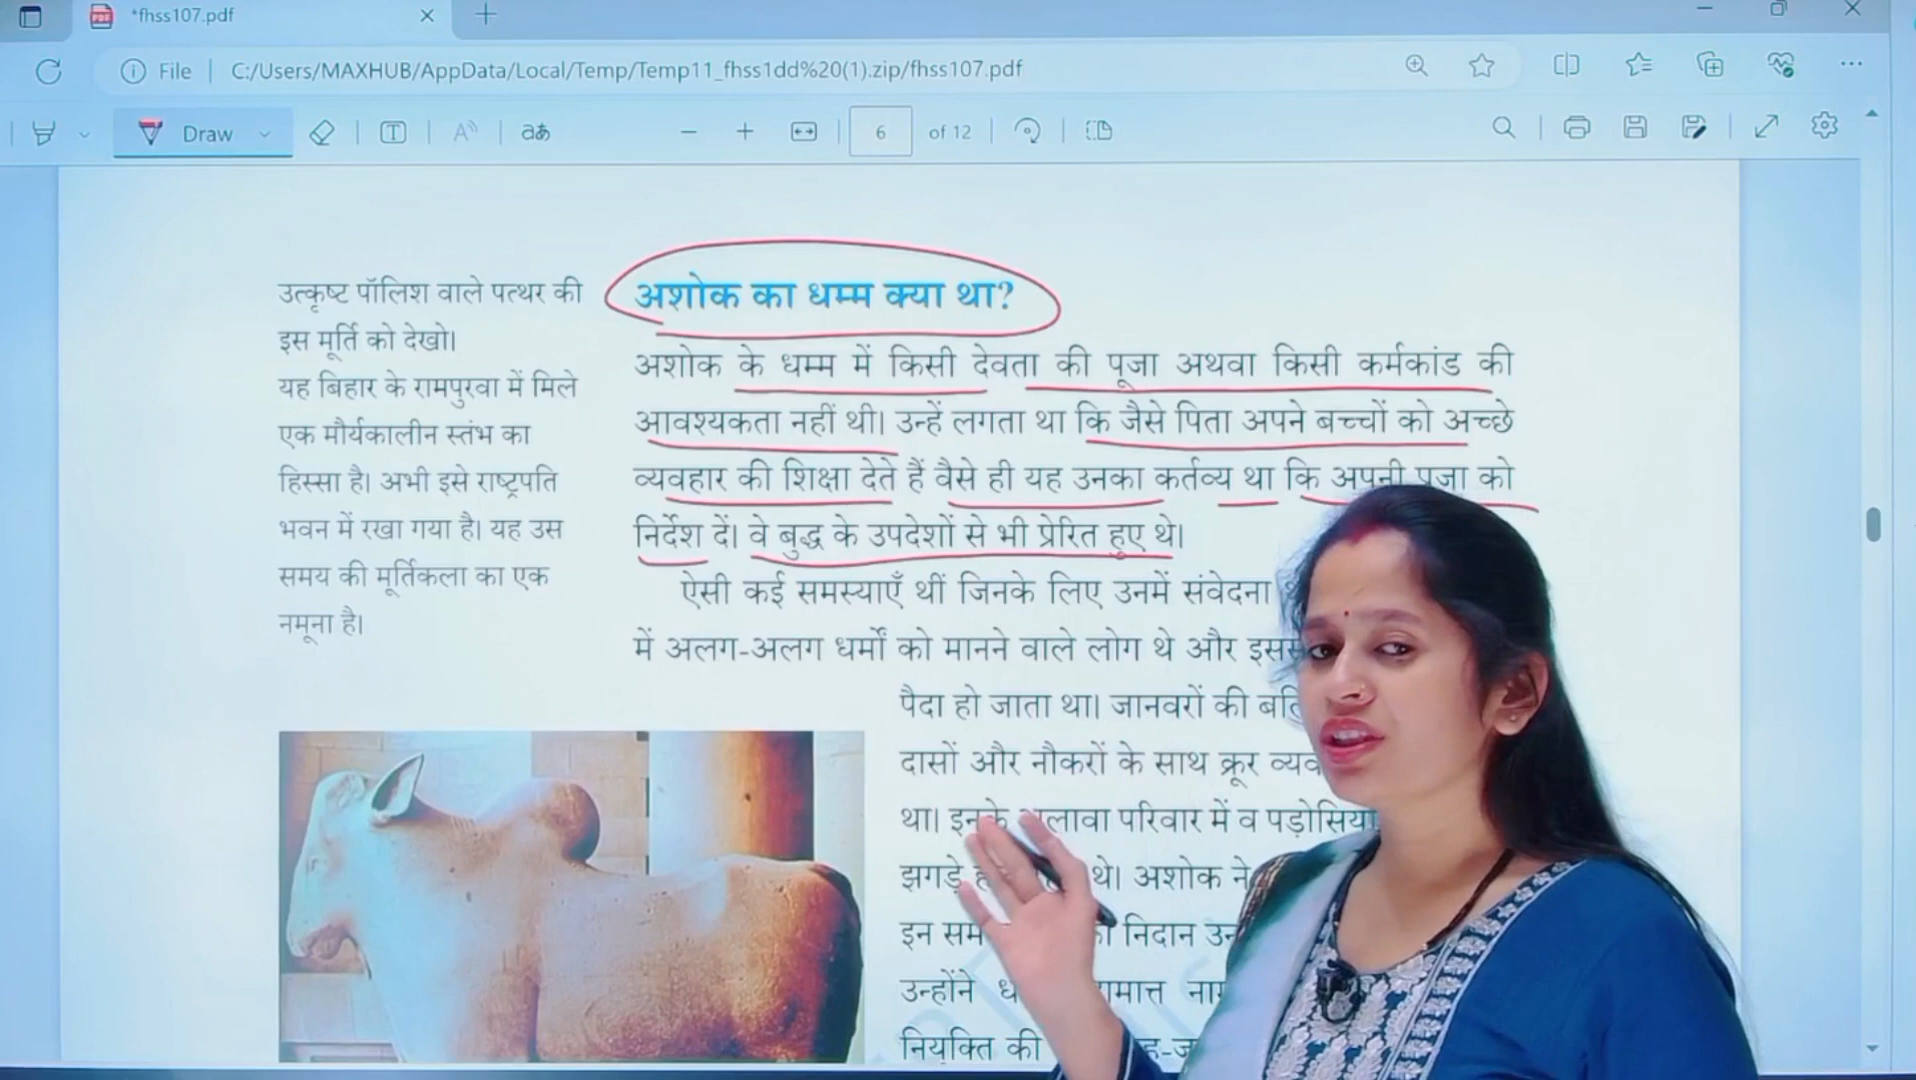 *fhss107.pdf
File
C:/Users/MAXHUB/AppData/Local/Temp/Temp11_fhss1dd%20(1).zip/fhss107.pdf
Draw
6 of 12
उत्कृष्ट पॉलिश वाले पत्थर की
इस मूर्ति को देखो।
यह बिहार के रामपुरवा में मिले
एक मौर्यकालीन स्तंभ का
हिस्सा है। अभी इसे राष्ट्रपति
भवन में रखा गया है। यह उस
समय की मूर्तिकला का एक
नमूना है।
अशोक का धम्म क्या था?
अशोक के धम्म में किसी देवता की पूजा अथवा किसी कर्मकांड की
आवश्यकता नहीं थी। उन्हें लगता था कि जैसे पिता अपने बच्चों को अच्छे
व्यवहार की शिक्षा देते हैं वैसे ही यह उनका कर्तव्य था कि अपनी प्रजा को
निर्देश दें। वे बुद्ध के उपदेशों से भी प्रेरित हुए थे।
ऐसी कई समस्याएँ थीं जिनके लिए उनमें संवेदना
में अलग-अलग धर्मों को मानने वाले लोग थे और
पैदा हो जाता था। जानवरों की
दासों और नौकरों के साथ क्रूर
था। इनके परिवार में व
झगड़े थे। अशोक ने
इन निदान
उन्होंने
नियुक्ति की